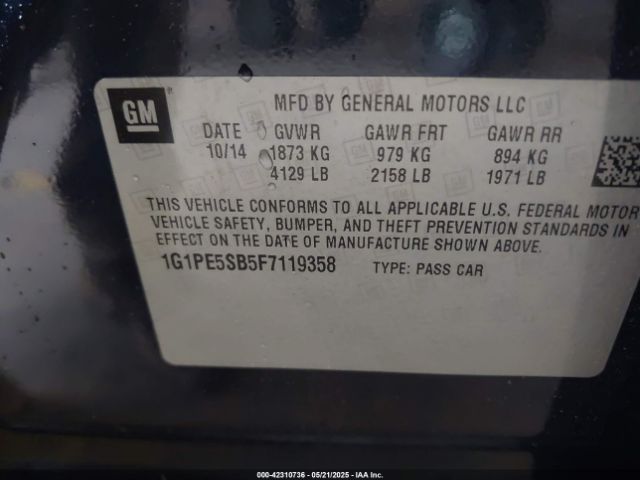 GM
MFD BY GENERAL MOTORS LLC
DATE GVWR GAWR FRT GAWR RR
10/14 1873 KG 979 KG 894 KG
4129 LB 2158 LB 1971 LB
THIS VEHICLE CONFORMS TO ALL APPLICABLE U.S. FEDERAL MOTOR
VEHICLE SAFETY, BUMPER, AND THEFT PREVENTION STANDARDS IN
EFFECT ON THE DATE OF MANUFACTURE SHOWN ABOVE.
1G1PE5SB5F7119358 TYPE: PASS CAR
000-42310736 - 05/21/2025 - IAA Inc.